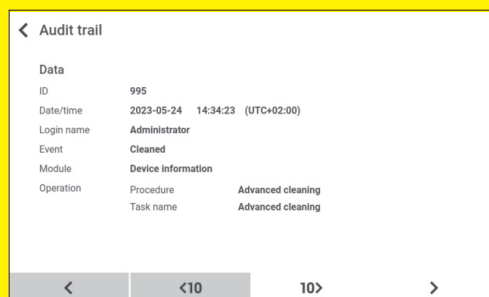 Audit trail
Data
ID 995
Date/time 2023-05-24 14:34:23 (UTC+02:00)
Login name Administrator
Event Cleaned
Module Device information
Operation Procedure Advanced cleaning
Task name Advanced cleaning
< <10 10> >